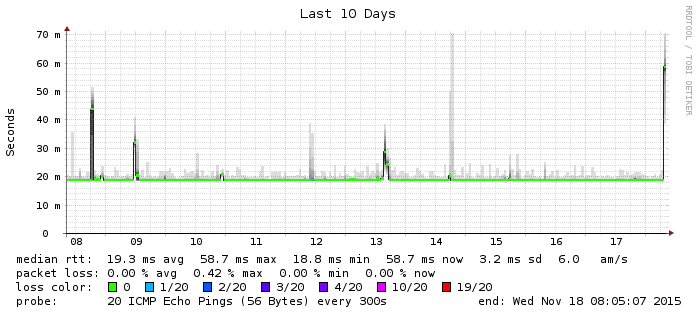 Last 10 Days
RRDTOOL / TOBI OETIKER
Seconds
70 m
60 m
50 m
40 m
30 m
20 m
10 m
0
08 09 10 11 12 13 14 15 16 17
median rtt: 19.3 ms avg 58.7 ms max 18.8 ms min 58.7 ms now 3.2 ms sd 6.0 am/s
packet loss: 0.00 % avg 0.42 % max 0.00 % min 0.00 % now
loss color: 0 1/20 2/20 3/20 4/20 10/20 19/20
probe: 20 ICMP Echo Pings (56 Bytes) every 300s end: Wed Nov 18 08:05:07 2015